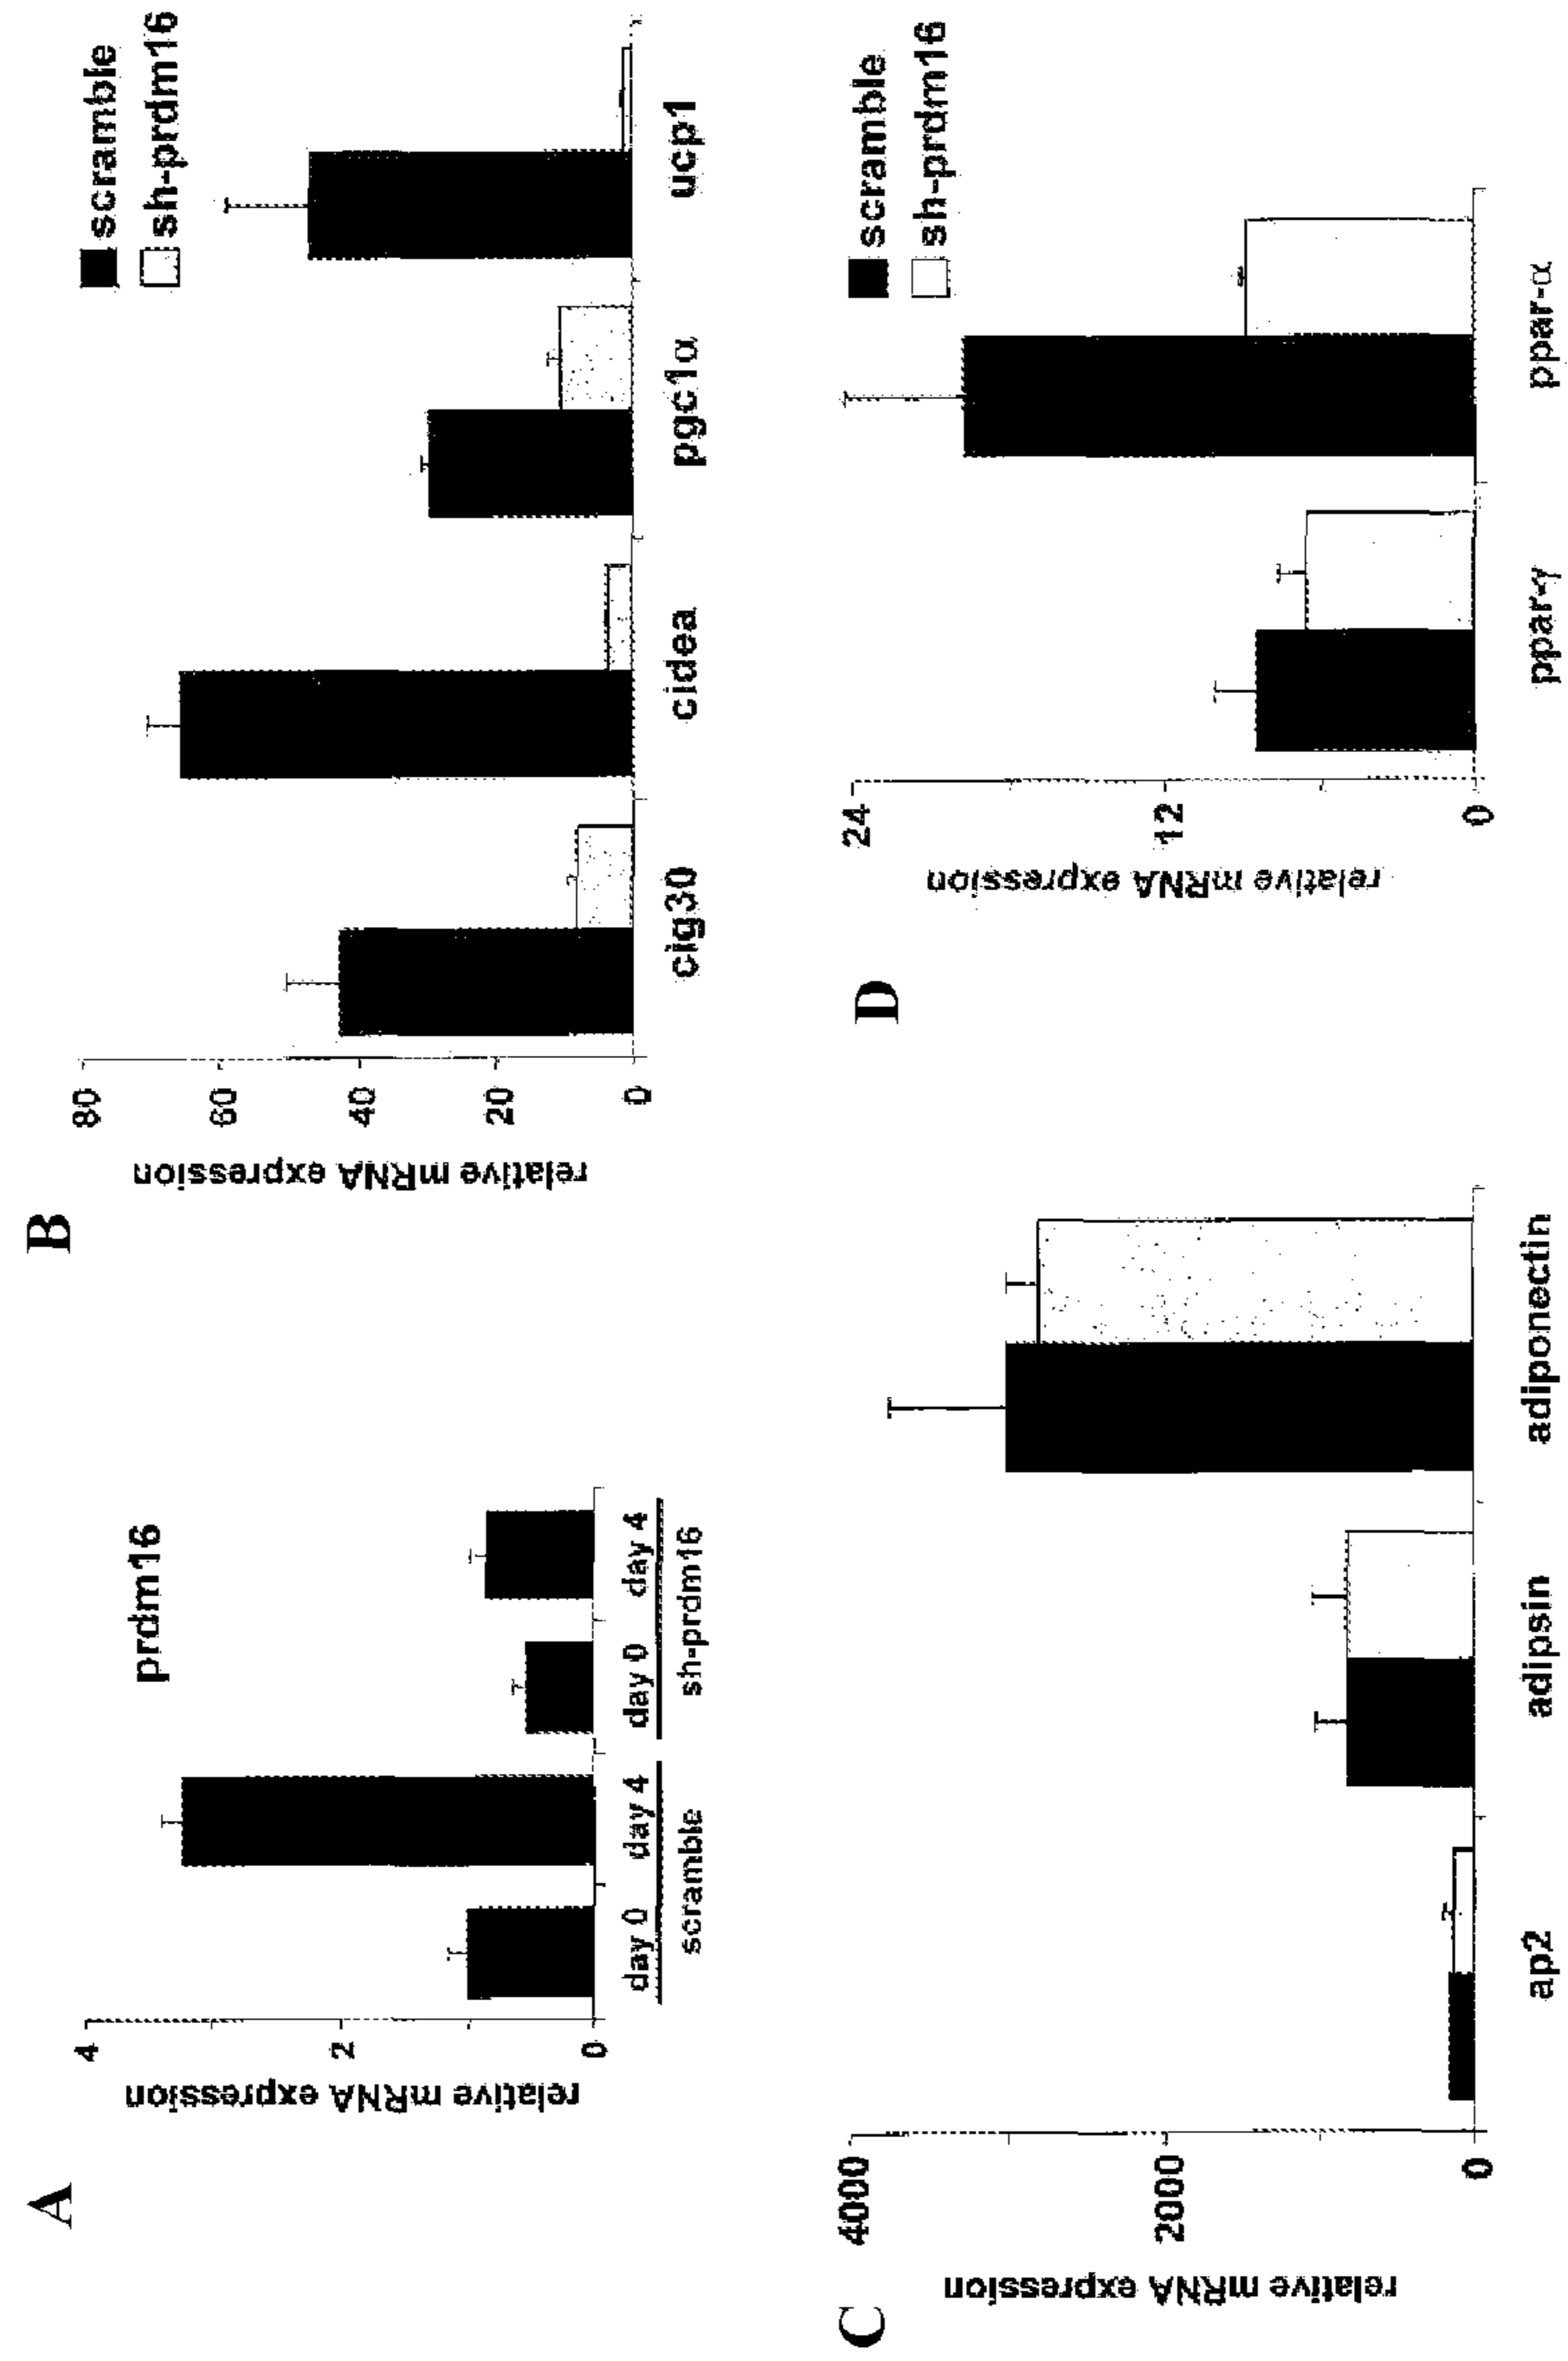 A
prdm16
relative mRNA expression
4
2
0
day 0 day 4 day 0 day 4
scramble sh-prdm16
B
scramble
sh-prdm16
relative mRNA expression
80
60
40
20
0
cig30 cidea pgc1α ucp1
C
relative mRNA expression
4000
2000
0
ap2 adipsin adiponectin
D
scramble
sh-prdm16
relative mRNA expression
24
12
0
ppar-γ ppar-α